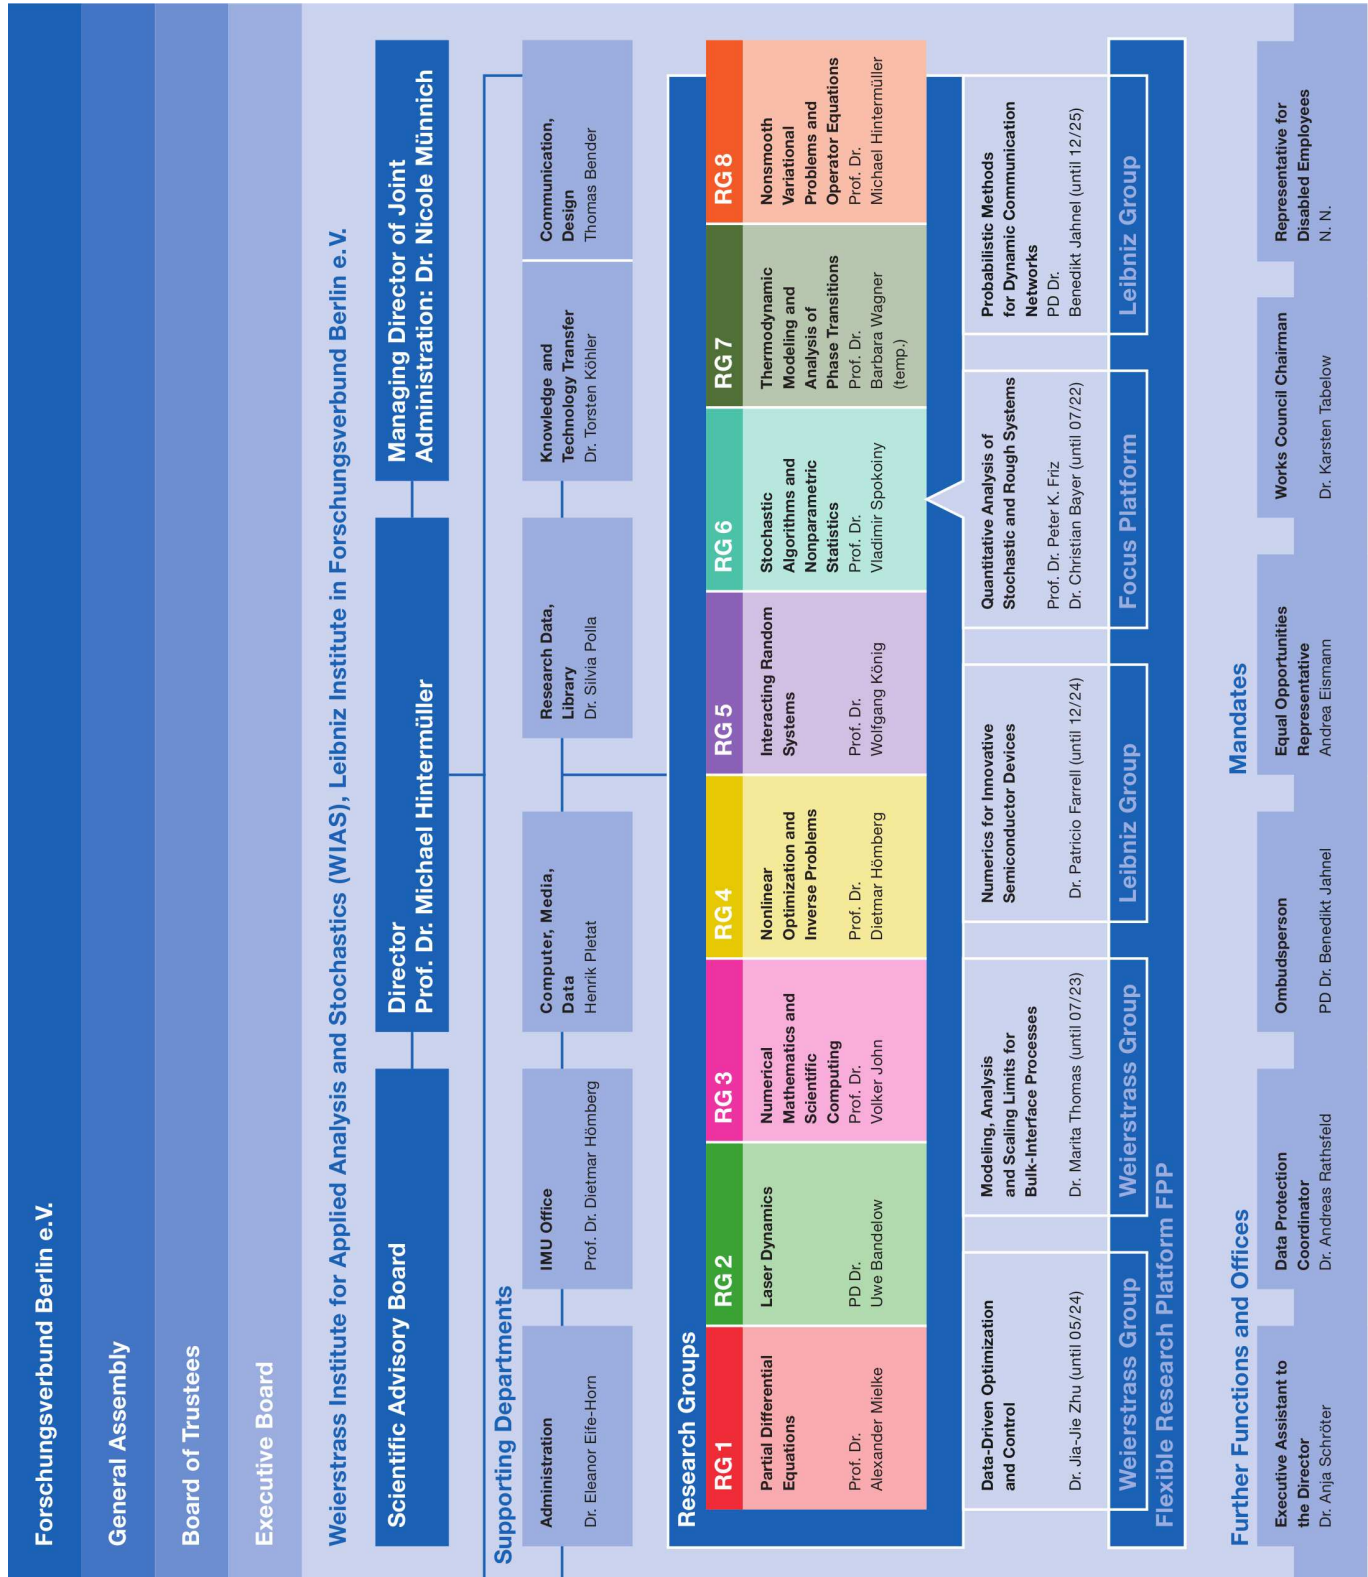 Forschungsverbund Berlin e.V.
General Assembly
Board of Trustees
Executive Board
Weierstrass Institute for Applied Analysis and Stochastics (WIAS), Leibniz Institute in Forschungsverbund Berlin e.V.
Scientific Advisory Board
Director
Prof. Dr. Michael Hintermüller
Managing Director of Joint
Administration: Dr. Nicole Münnich
Supporting Departments
Administration
Dr. Eleanor Eife-Horn
IMU Office
Prof. Dr. Dietmar Hömberg
Computer, Media,
Data
Henrik Pletat
Research Data,
Library
Dr. Silvia Polla
Knowledge and
Technology Transfer
Dr. Torsten Köhler
Communication,
Design
Thomas Bender
Research Groups
RG 1
Partial Differential
Equations
Prof. Dr.
Alexander Mielke
RG 2
Laser Dynamics
PD Dr.
Uwe Bandelow
RG 3
Numerical
Mathematics and
Scientific
Computing
Prof. Dr.
Volker John
RG 4
Nonlinear
Optimization and
Inverse Problems
Prof. Dr.
Dietmar Hömberg
RG 5
Interacting Random
Systems
Prof. Dr.
Wolfgang König
RG 6
Stochastic
Algorithms and
Nonparametric
Statistics
Prof. Dr.
Vladimir Spokoiny
RG 7
Thermodynamic
Modeling and
Analysis of
Phase Transitions
Prof. Dr.
Barbara Wagner
(temp.)
RG 8
Nonsmooth
Variational
Problems and
Operator Equations
Prof. Dr.
Michael Hintermüller
Data-Driven Optimization
and Control
Dr. Jia-Jie Zhu (until 05/24)
Weierstrass Group
Modeling, Analysis
and Scaling Limits for
Bulk-Interface Processes
Dr. Marita Thomas (until 07/23)
Weierstrass Group
Numerics for Innovative
Semiconductor Devices
Dr. Patricio Farrell (until 12/24)
Leibniz Group
Quantitative Analysis of
Stochastic and Rough Systems
Prof. Dr. Peter K. Friz
Dr. Christian Bayer (until 07/22)
Focus Platform
Probabilistic Methods
for Dynamic Communication
Networks
PD Dr.
Benedikt Jahnel (until 12/25)
Leibniz Group
Flexible Research Platform FPP
Further Functions and Offices
Mandates
Executive Assistant to
the Director
Dr. Anja Schröter
Data Protection
Coordinator
Dr. Andreas Rathsfeld
Ombudsperson
PD Dr. Benedikt Jahnel
Equal Opportunities
Representative
Andrea Eismann
Works Council Chairman
Dr. Karsten Tabelow
Representative for
Disabled Employees
N. N.